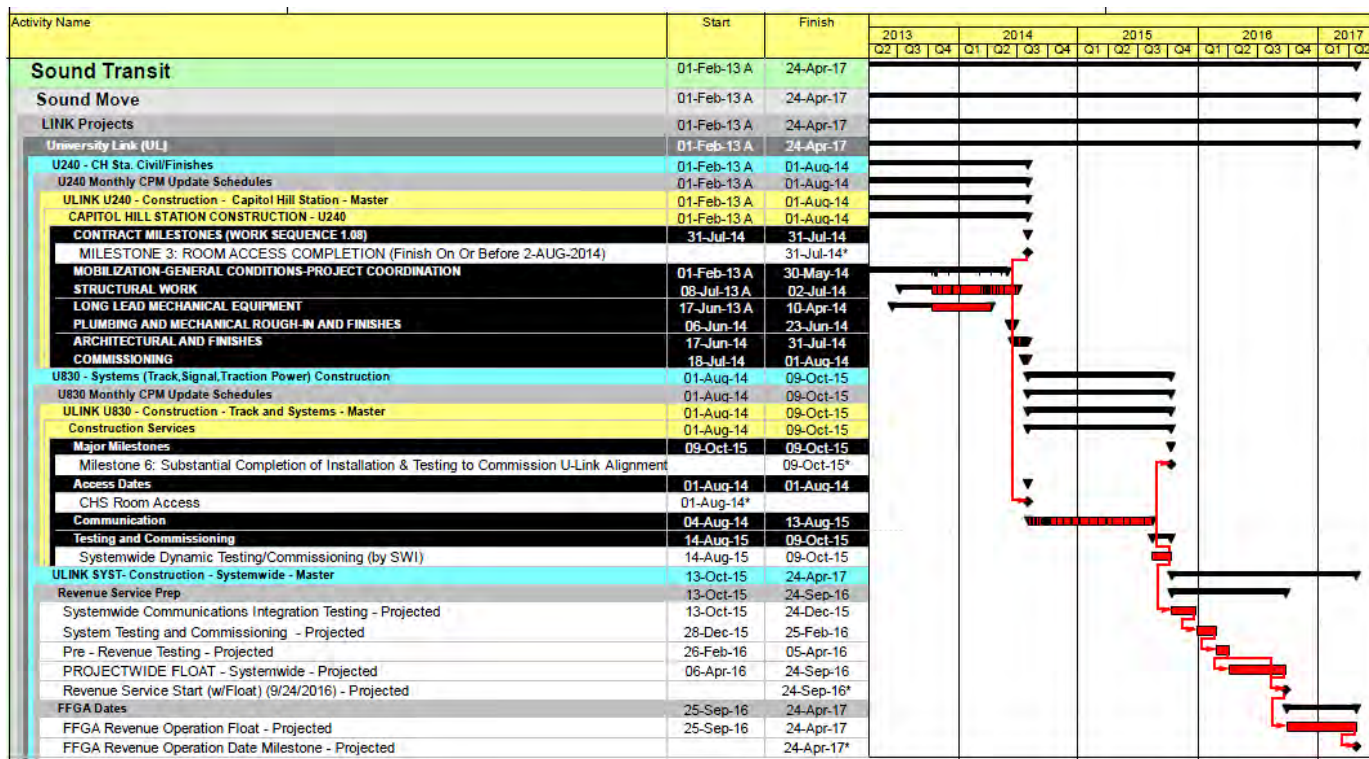 Activity Name Start Finish
2013 2014 2015 2016 2017
Q2 Q3 Q4 Q1 Q2 Q3 Q4 Q1 Q2 Q3 Q4 Q1 Q2 Q3 Q4 Q1 Q2
Sound Transit 01-Feb-13 A 24-Apr-17
Sound Move 01-Feb-13 A 24-Apr-17
LINK Projects 01-Feb-13 A 24-Apr-17
University Link (UL) 01-Feb-13 A 24-Apr-17
U240 - CH Sta. Civil/Finishes 01-Feb-13 A 01-Aug-14
U240 Monthly CPM Update Schedules 01-Feb-13 A 01-Aug-14
ULINK U240 - Construction - Capitol Hill Station - Master 01-Feb-13 A 01-Aug-14
CAPITOL HILL STATION CONSTRUCTION - U240 01-Feb-13 A 01-Aug-14
CONTRACT MILESTONES (WORK SEQUENCE 1.08) 31-Jul-14 31-Jul-14
MILESTONE 3: ROOM ACCESS COMPLETION (Finish On Or Before 2-AUG-2014) 31-Jul-14*
MOBILIZATION-GENERAL CONDITIONS-PROJECT COORDINATION 01-Feb-13 A 30-May-14
STRUCTURAL WORK 08-Jul-13 A 02-Jul-14
LONG LEAD MECHANICAL EQUIPMENT 17-Jun-13 A 10-Apr-14
PLUMBING AND MECHANICAL ROUGH-IN AND FINISHES 06-Jun-14 23-Jun-14
ARCHITECTURAL AND FINISHES 17-Jun-14 31-Jul-14
COMMISSIONING 18-Jul-14 01-Aug-14
U830 - Systems (Track,Signal,Traction Power) Construction 01-Aug-14 09-Oct-15
U830 Monthly CPM Update Schedules 01-Aug-14 09-Oct-15
ULINK U830 - Construction - Track and Systems - Master 01-Aug-14 09-Oct-15
Construction Services 01-Aug-14 09-Oct-15
Major Milestones 09-Oct-15 09-Oct-15
Milestone 6: Substantial Completion of Installation & Testing to Commission U-Link Alignment 09-Oct-15*
Access Dates 01-Aug-14 01-Aug-14
CHS Room Access 01-Aug-14*
Communication 04-Aug-14 13-Aug-15
Testing and Commissioning 14-Aug-15 09-Oct-15
Systemwide Dynamic Testing/Commissioning (by SWI) 14-Aug-15 09-Oct-15
ULINK SYST- Construction - Systemwide - Master 13-Oct-15 24-Apr-17
Revenue Service Prep 13-Oct-15 24-Sep-16
Systemwide Communications Integration Testing - Projected 13-Oct-15 24-Dec-15
System Testing and Commissioning - Projected 28-Dec-15 25-Feb-16
Pre - Revenue Testing - Projected 26-Feb-16 05-Apr-16
PROJECTWIDE FLOAT - Systemwide - Projected 06-Apr-16 24-Sep-16
Revenue Service Start (w/Float) (9/24/2016) - Projected 24-Sep-16*
FFGA Dates 25-Sep-16 24-Apr-17
FFGA Revenue Operation Float - Projected 25-Sep-16 24-Apr-17
FFGA Revenue Operation Date Milestone - Projected 24-Apr-17*